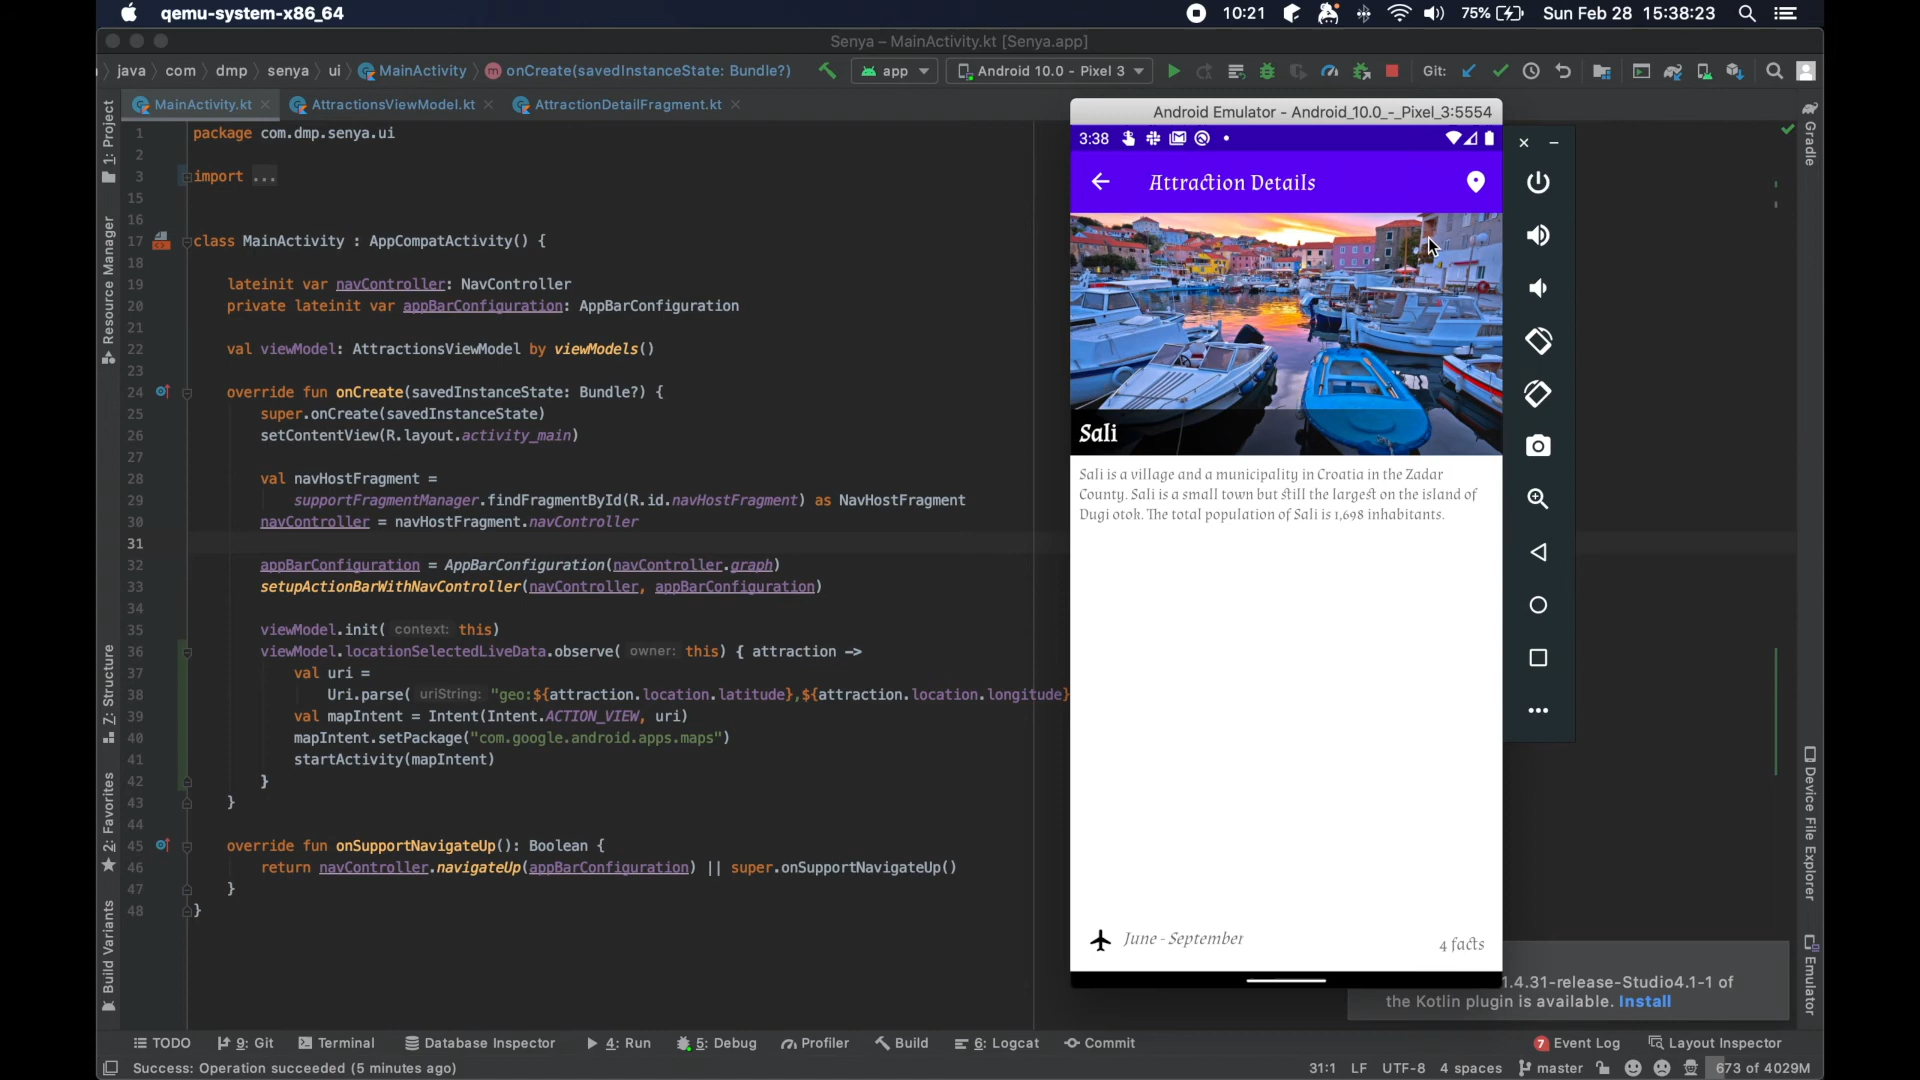 qemu-system-x86_64
10:21
75%
Sun Feb 28 15:38:23
Senya – MainActivity.kt [Senya.app]
java com dmp senya ui MainActivity onCreate(savedInstanceState: Bundle?)
app
Android 10.0 - Pixel 3
Git:
MainActivity.kt
AttractionsViewModel.kt
AttractionDetailFragment.kt
1: Project
Resource Manager
Z: Structure
2: Favorites
Build Variants
1 package com.dmp.senya.ui
2
3 import ...
15
16
17 class MainActivity : AppCompatActivity() {
18
19 lateinit var navController: NavController
20 private lateinit var appBarConfiguration: AppBarConfiguration
21
22 val viewModel: AttractionsViewModel by viewModels()
23
24 override fun onCreate(savedInstanceState: Bundle?) {
25 super.onCreate(savedInstanceState)
26 setContentView(R.layout.activity_main)
27
28 val navHostFragment =
29 supportFragmentManager.findFragmentById(R.id.navHostFragment) as NavHostFragment
30 navController = navHostFragment.navController
31
32 appBarConfiguration = AppBarConfiguration(navController.graph)
33 setupActionBarWithNavController(navController, appBarConfiguration)
34
35 viewModel.init( context: this)
36 viewModel.locationSelectedLiveData.observe( owner: this) { attraction ->
37 val uri =
38 Uri.parse( uriString: "geo:${attraction.location.latitude},${attraction.location.longitude}
39 val mapIntent = Intent(Intent.ACTION_VIEW, uri)
40 mapIntent.setPackage("com.google.android.apps.maps")
41 startActivity(mapIntent)
42 }
43 }
44
45 override fun onSupportNavigateUp(): Boolean {
46 return navController.navigateUp(appBarConfiguration) || super.onSupportNavigateUp()
47 }
48 }
Android Emulator - Android_10.0_-_Pixel_3:5554
3:38
Attraction Details
Sali
Sali is a village and a municipality in Croatia in the Zadar
County. Sali is a small town but still the largest on the island of
Dugi otok. The total population of Sali is 1,698 inhabitants.
June - September
4 facts
Gradle
Device File Explorer
Emulator
1.4.31-release-Studio4.1-1 of
the Kotlin plugin is available. Install
TODO
9: Git
Terminal
Database Inspector
4: Run
5: Debug
Profiler
Build
6: Logcat
Commit
7 Event Log
Layout Inspector
Success: Operation succeeded (5 minutes ago)
31:1 LF UTF-8 4 spaces master 673 of 4029M